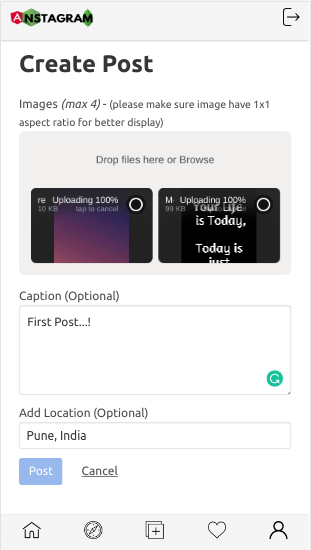 ANSTAGRAM
Create Post
Images (max 4) - (please make sure image have 1x1
aspect ratio for better display)
Drop files here or Browse
re Uploading 100%
10 KB tap to cancel
Uploading 100%
99 KB tap to cancel
Your Life
is Today,
Today is
just
Caption (Optional)
First Post...!
Add Location (Optional)
Pune, India
Post Cancel